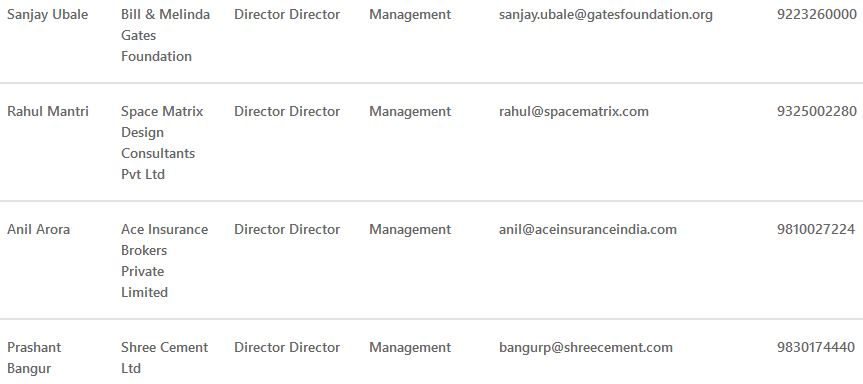 Sanjay Ubale Bill & Melinda Director Director Management sanjay.ubale@gatesfoundation.org 9223260000
Gates
Foundation
Rahul Mantri Space Matrix Director Director Management rahul@spacematrix.com 9325002280
Design
Consultants
Pvt Ltd
Anil Arora Ace Insurance Director Director Management anil@aceinsuranceindia.com 9810027224
Brokers
Private
Limited
Prashant Shree Cement Director Director Management bangurp@shreecement.com 9830174440
Bangur Ltd